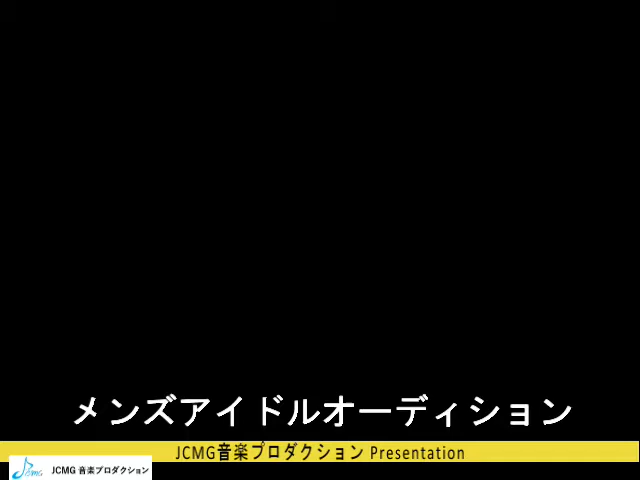 メンズアイドルオーディション
JCMG音楽プロダクション Presentation
Jcmg JCMG 音楽プロダクション